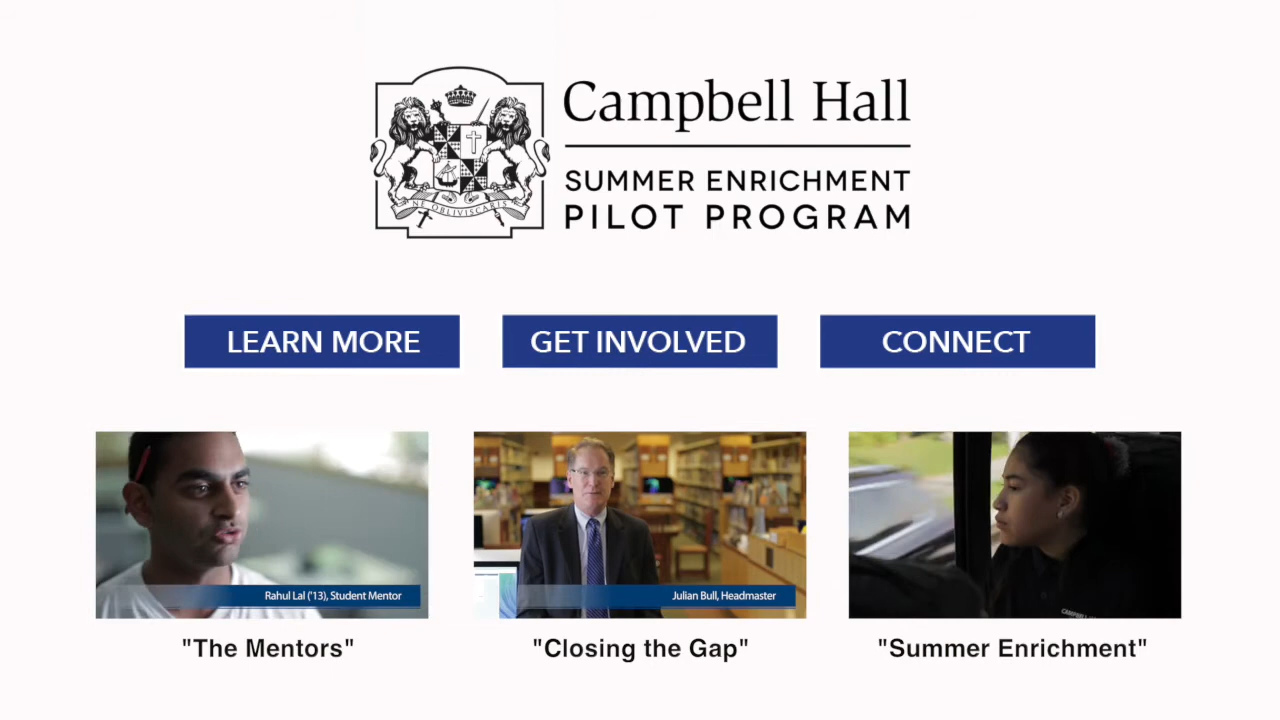 Campbell Hall
SUMMER ENRICHMENT
PILOT PROGRAM
NE OBLIVISCARIS
LEARN MORE
GET INVOLVED
CONNECT
Rahul Lal ('13), Student Mentor
Julian Bull, Headmaster
CAMPBELL
"The Mentors"
"Closing the Gap"
"Summer Enrichment"